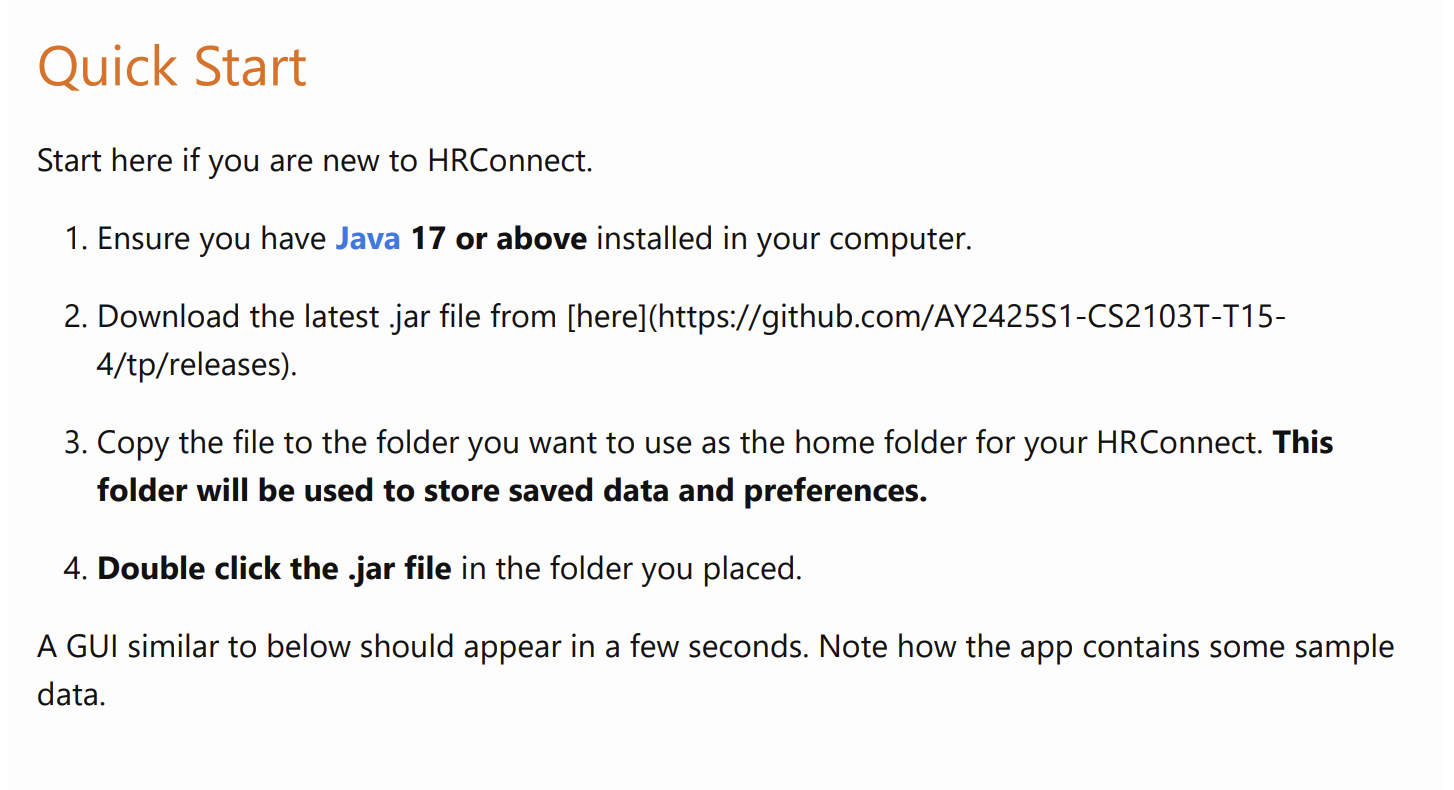 Quick Start
Start here if you are new to HRConnect.
1. Ensure you have Java 17 or above installed in your computer.
2. Download the latest .jar file from [here](https://github.com/AY2425S1-CS2103T-T15-
4/tp/releases).
3. Copy the file to the folder you want to use as the home folder for your HRConnect. This
folder will be used to store saved data and preferences.
4. Double click the .jar file in the folder you placed.
A GUI similar to below should appear in a few seconds. Note how the app contains some sample
data.